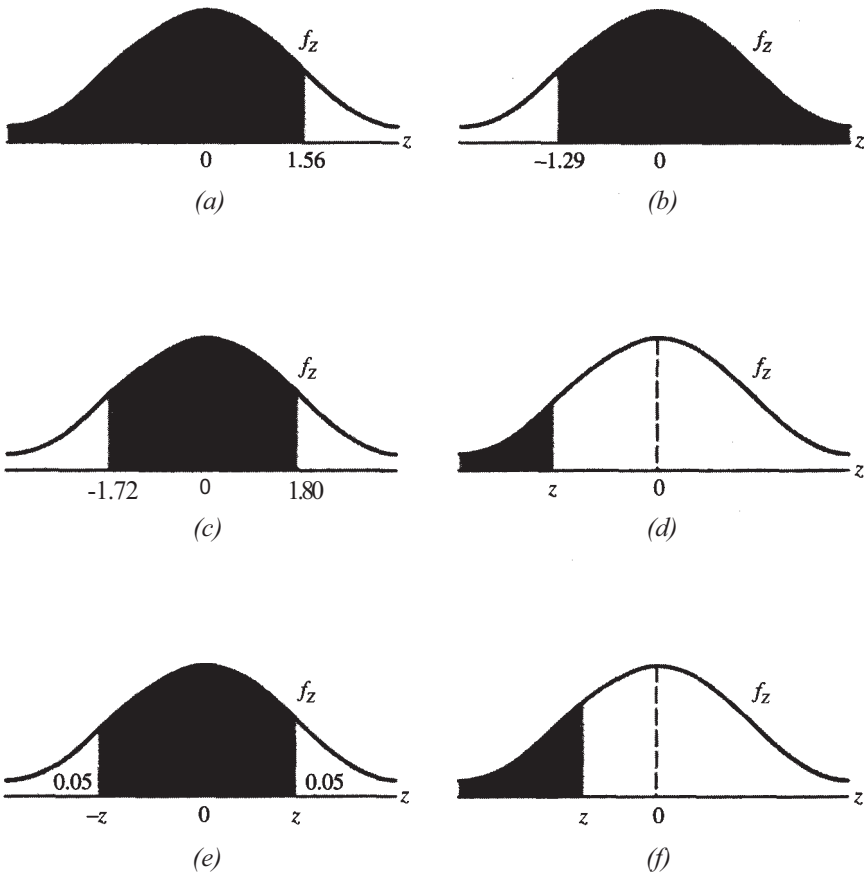 f_z
f_z
0 1.56 z
-1.29 0 z
(a)
(b)
f_z
f_z
-1.72 0 1.80
z 0 z
(c)
(d)
f_z
f_z
0.05 0.05
-z 0 z z
z 0 z
(e)
(f)